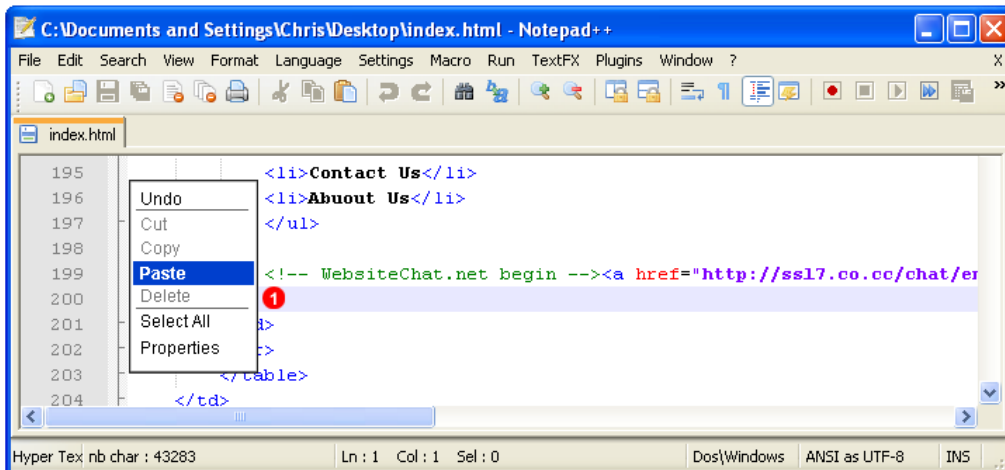 C:\Documents and Settings\Chris\Desktop\index.html - Notepad++
File Edit Search View Format Language Settings Macro Run TextFX Plugins Window ? X
index.html
195 <li>Contact Us</li>
196 <li>Abuout Us</li>
197 </ul>
198
199 <!-- WebsiteChat.net begin --><a href="http://ssl7.co.cc/chat/er
200
201 d>
202 r>
203 </table>
204 </td>
Undo
Cut
Copy
Paste
Delete
Select All
Properties
1
Hyper Tex nb char : 43283 Ln : 1 Col : 1 Sel : 0 Dos\Windows ANSI as UTF-8 INS